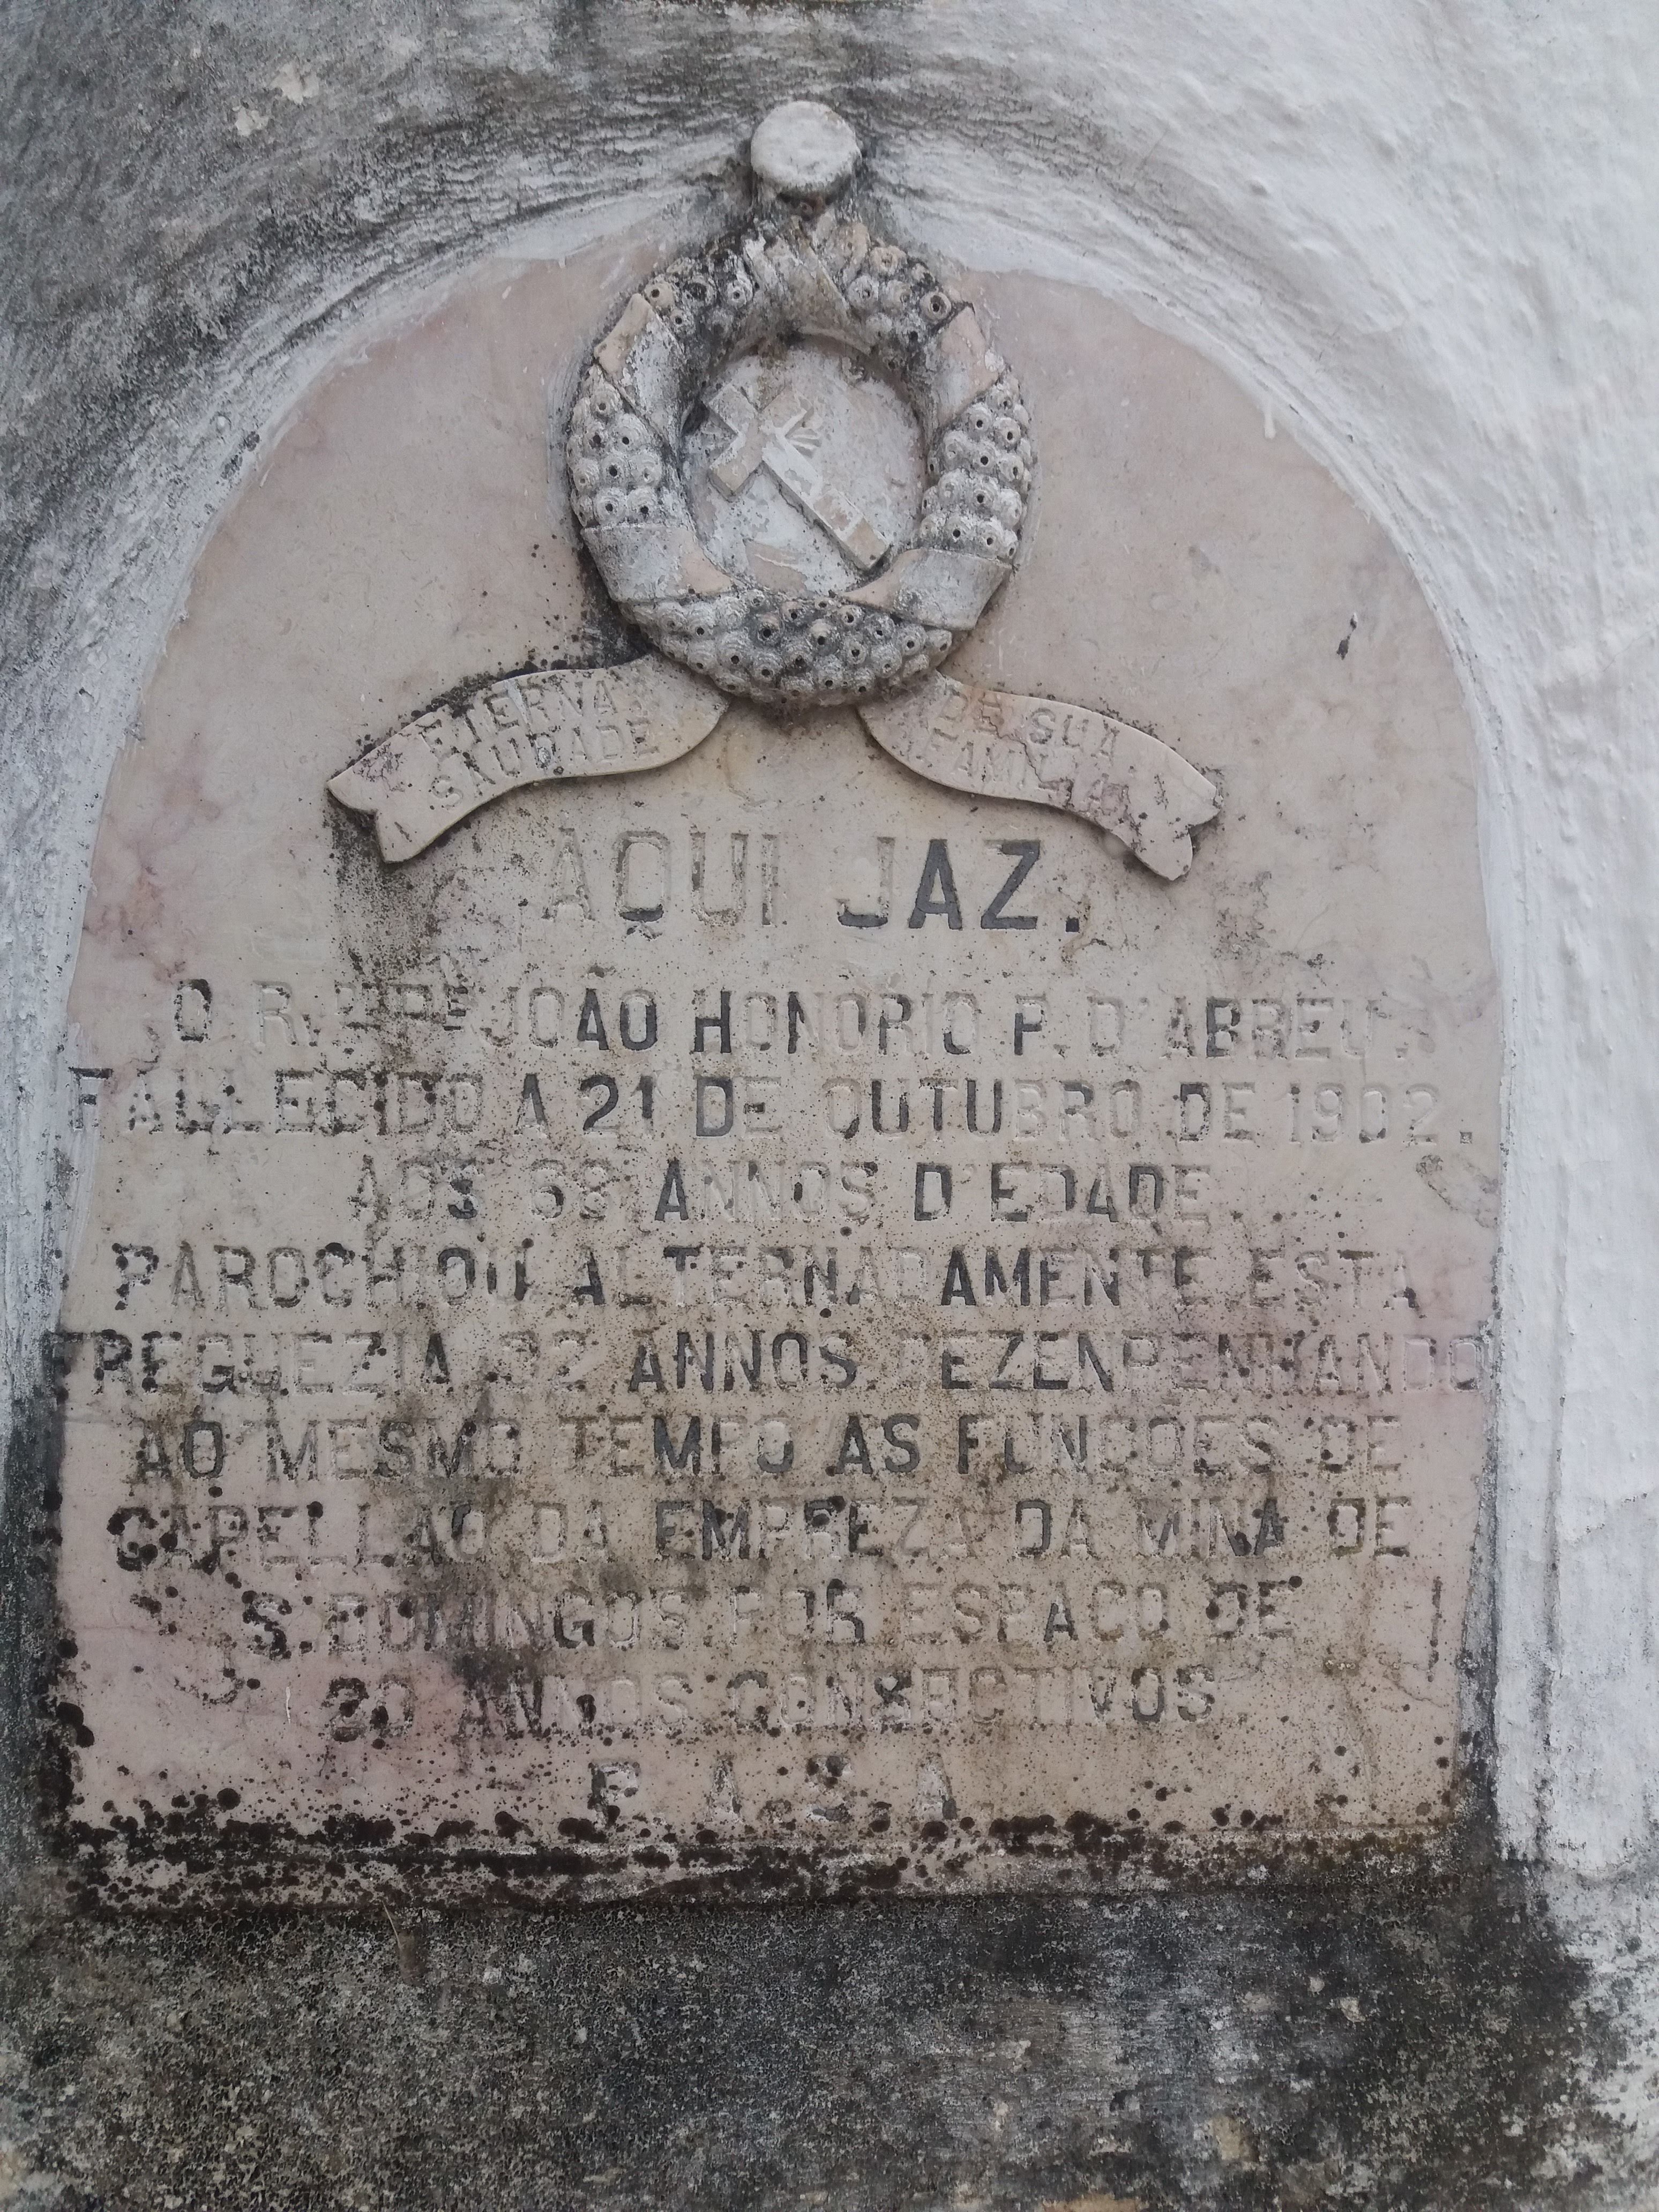 ETERNA
SAUDADE
DE SUA
FAMILIA
AQUI JAZ.
O R. JOÃO HONORIO P. D'ABREU.
FALLECIDO A 21 DE OUTUBRO DE 1902.
AOS 68 ANNOS D'EDADE
PAROCHIOU ALTERNADAMENTE ESTA
FREGUEZIA 32 ANNOS DEZENPENHANDO
AO MESMO TEMPO AS FUNCÇÕES DE
CAPELLÃO DA EMPREZA DA MINA DE
S. DOMINGOS POR ESPAÇO DE
20 ANNOS CONSECTIVOS.